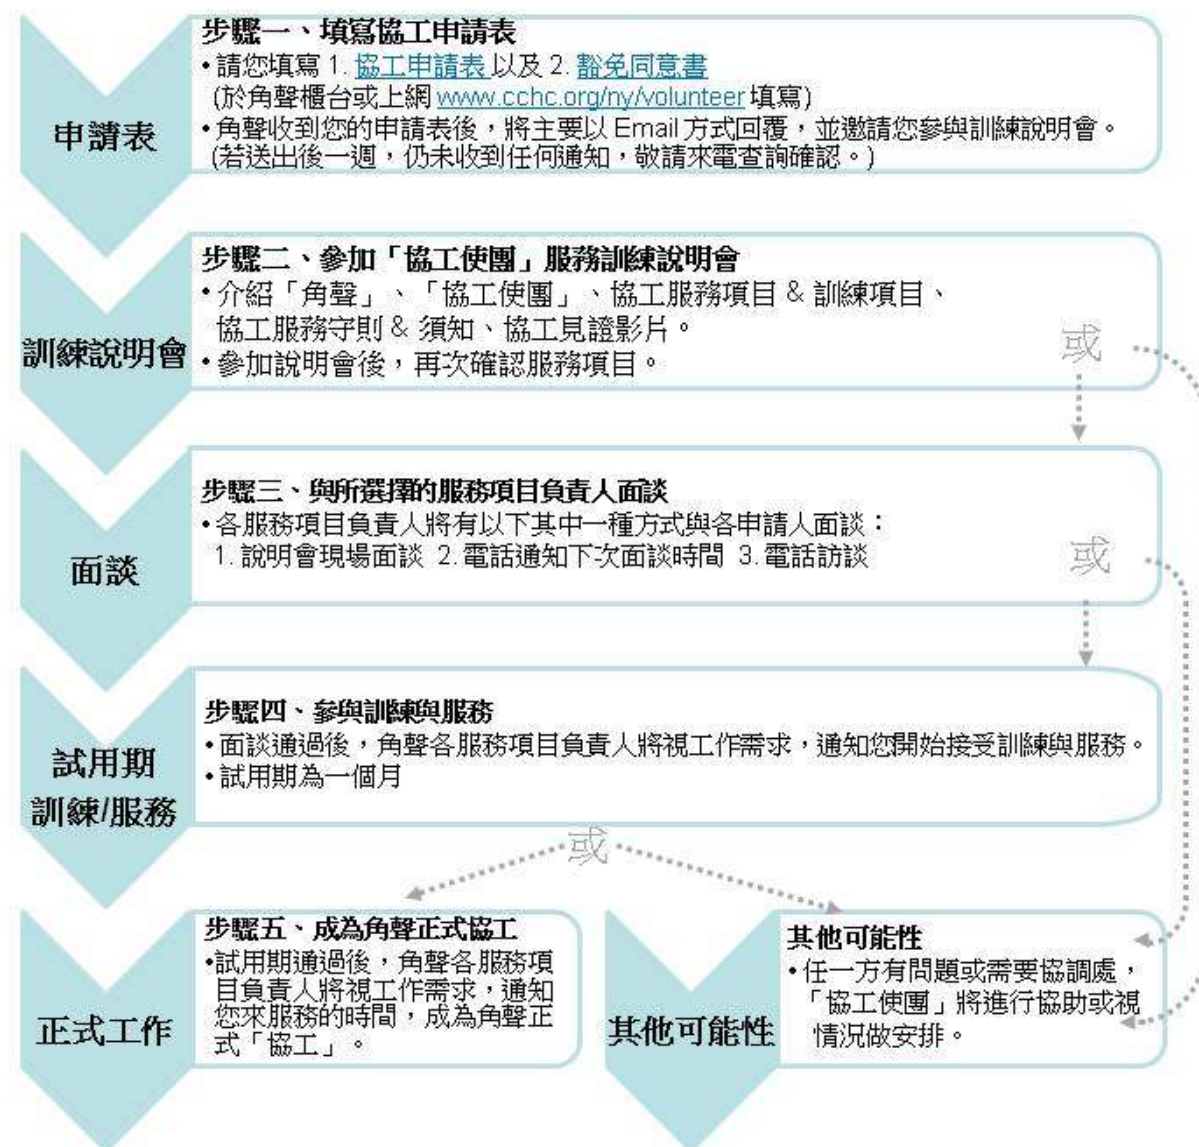 申請表
步驟一、填寫協工申請表
•請您填寫 1. 協工申請表以及 2. 豁免同意書
(於角聲櫃台或上網 www.cchc.org/ny/volunteer 填寫)
•角聲收到您的申請表後，將主要以 Email 方式回覆，並邀請您參與訓練說明會。
(若送出後一週，仍未收到任何通知，敬請來電查詢確認。)
訓練說明會
步驟二、參加「協工使團」服務訓練說明會
•介紹「角聲」、「協工使團」、協工服務項目 & 訓練項目、
協工服務守則 & 須知、協工見證影片。
•參加說明會後，再次確認服務項目。
或
面談
步驟三、與所選擇的服務項目負責人面談
•各服務項目負責人將有以下其中一種方式與各申請人面談：
1. 說明會現場面談 2. 電話通知下次面談時間 3. 電話訪談
或
試用期
訓練/服務
步驟四、參與訓練與服務
•面談通過後，角聲各服務項目負責人將視工作需求，通知您開始接受訓練與服務。
•試用期為一個月
或
正式工作
步驟五、成為角聲正式協工
•試用期通過後，角聲各服務項
目負責人將視工作需求，通知
您來服務的時間，成為角聲正
式「協工」。
其他可能性
其他可能性
•任一方有問題或需要協調處，
「協工使團」將進行協助或視
情況做安排。